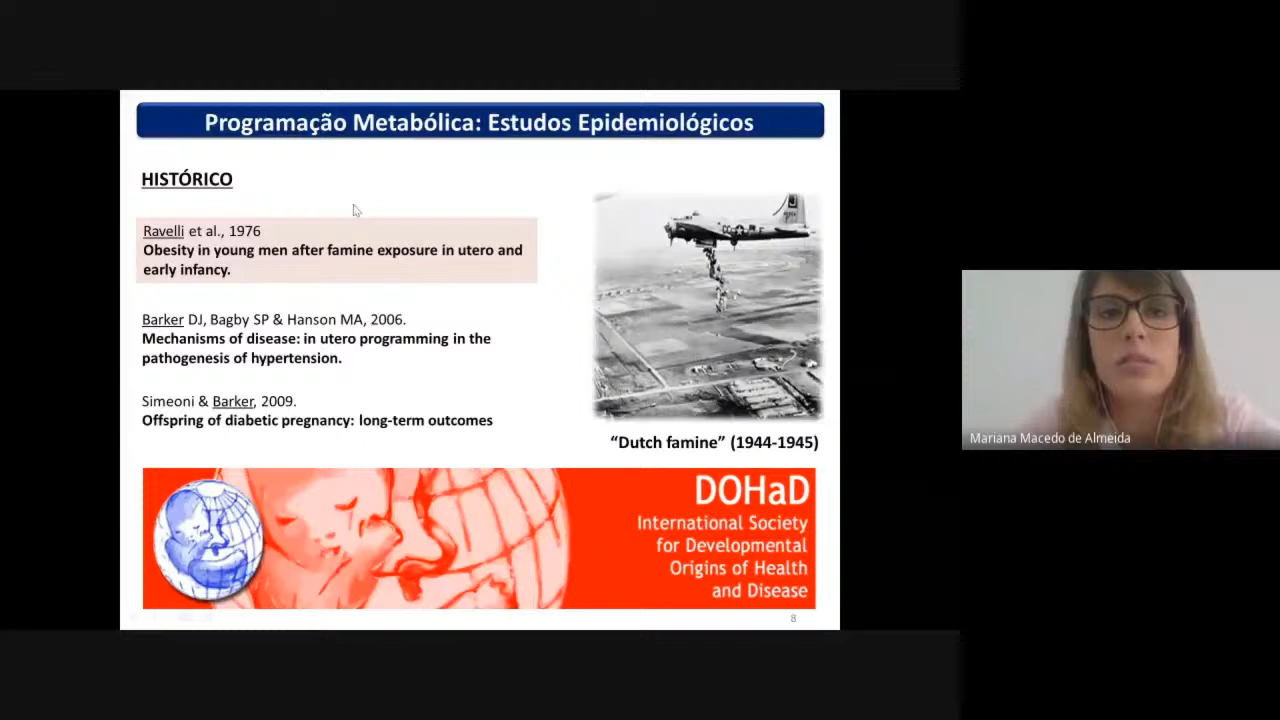 Programação Metabólica: Estudos Epidemiológicos
HISTÓRICO
Ravelli et al., 1976
Obesity in young men after famine exposure in utero and
early infancy.
Barker DJ, Bagby SP & Hanson MA, 2006.
Mechanisms of disease: in utero programming in the
pathogenesis of hypertension.
Simeoni & Barker, 2009.
Offspring of diabetic pregnancy: long-term outcomes
“Dutch famine” (1944-1945)
DOHaD
International Society
for Developmental
Origins of Health
and Disease
8
Mariana Macedo de Almeida